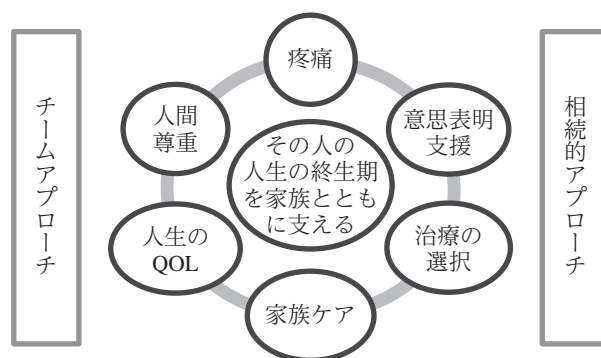 疼痛
人間
尊重
意思表明
支援
その人の
人生の終生期
を家族ととも
に支える
人生の
QOL
治療の
選択
家族ケア
チームアプローチ
相続的アプローチ